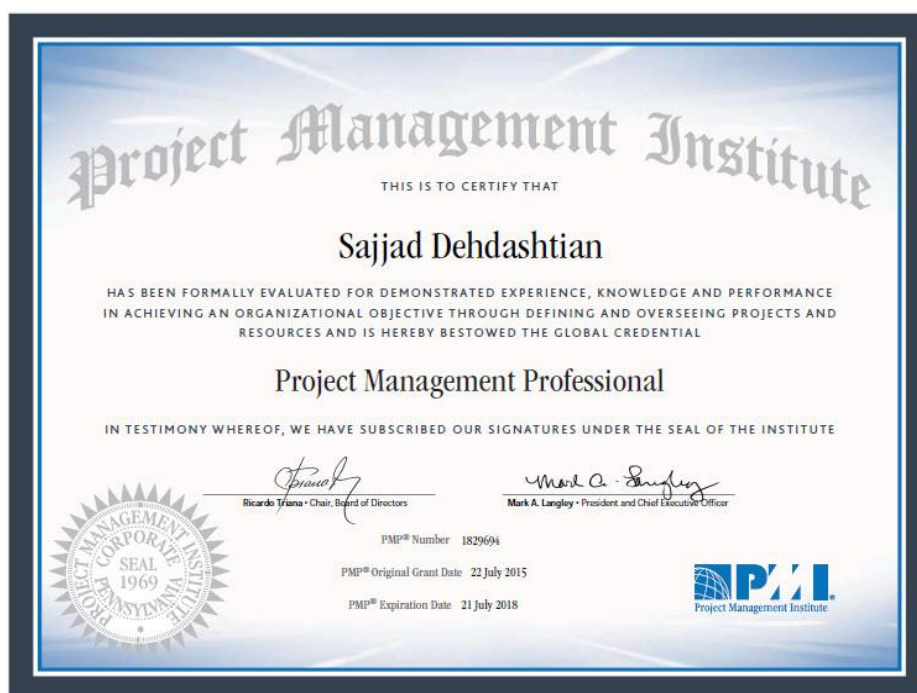 Project Management Institute
THIS IS TO CERTIFY THAT
Sajjad Dehdashtian
HAS BEEN FORMALLY EVALUATED FOR DEMONSTRATED EXPERIENCE, KNOWLEDGE AND PERFORMANCE
IN ACHIEVING AN ORGANIZATIONAL OBJECTIVE THROUGH DEFINING AND OVERSEEING PROJECTS AND
RESOURCES AND IS HEREBY BESTOWED THE GLOBAL CREDENTIAL
Project Management Professional
IN TESTIMONY WHEREOF, WE HAVE SUBSCRIBED OUR SIGNATURES UNDER THE SEAL OF THE INSTITUTE
Mark A. Langley
Ricardo Triana • Chair, Board of Directors
Mark A. Langley • President and Chief Executive Officer
PMP® Number 1829694
PMP® Original Grant Date 22 July 2015
PMP® Expiration Date 21 July 2018
PROJECT MANAGEMENT INSTITUTE
CORPORATE
SEAL
1969
PENNSYLVANIA
PMI®
Project Management Institute